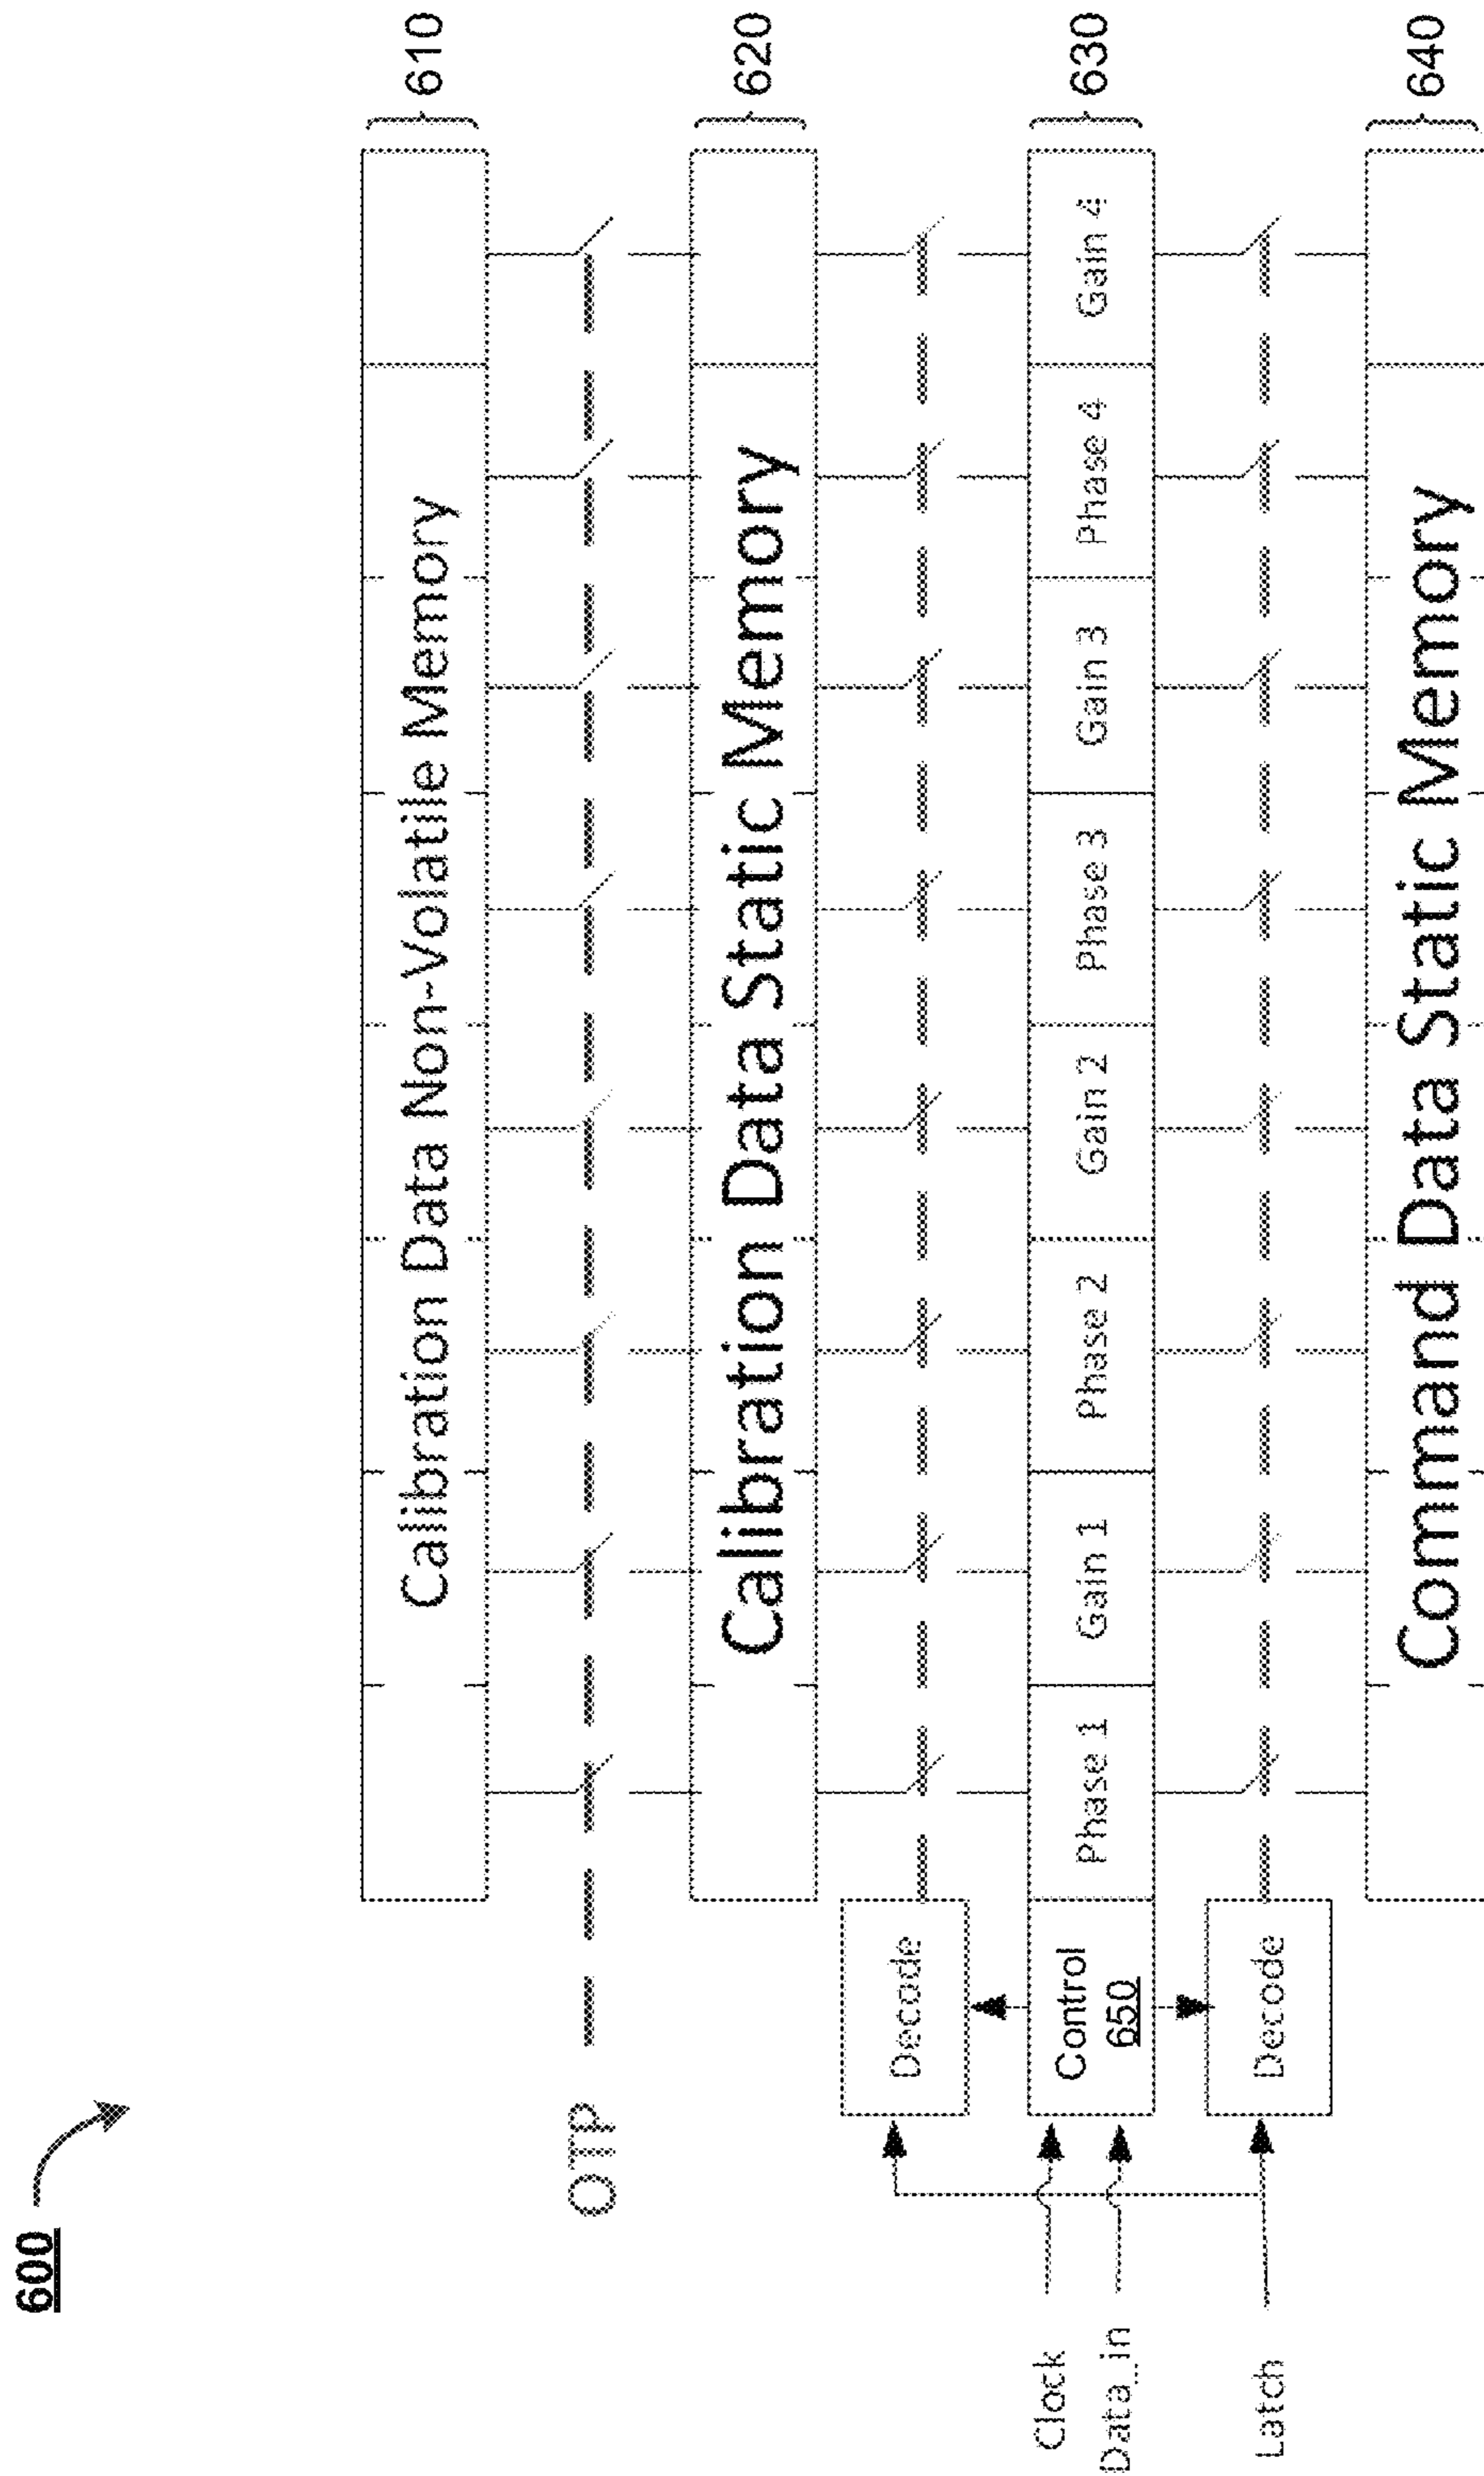 600
Calibration Data Non-Volatile Memory
610
OTP
Calibration Data Static Memory
620
Decode
Clock
Data_in
Control
650
Phase 1
Gain 1
Phase 2
Gain 2
Phase 3
Gain 3
Phase 4
Gain 4
630
Latch
Decode
Command Data Static Memory
640